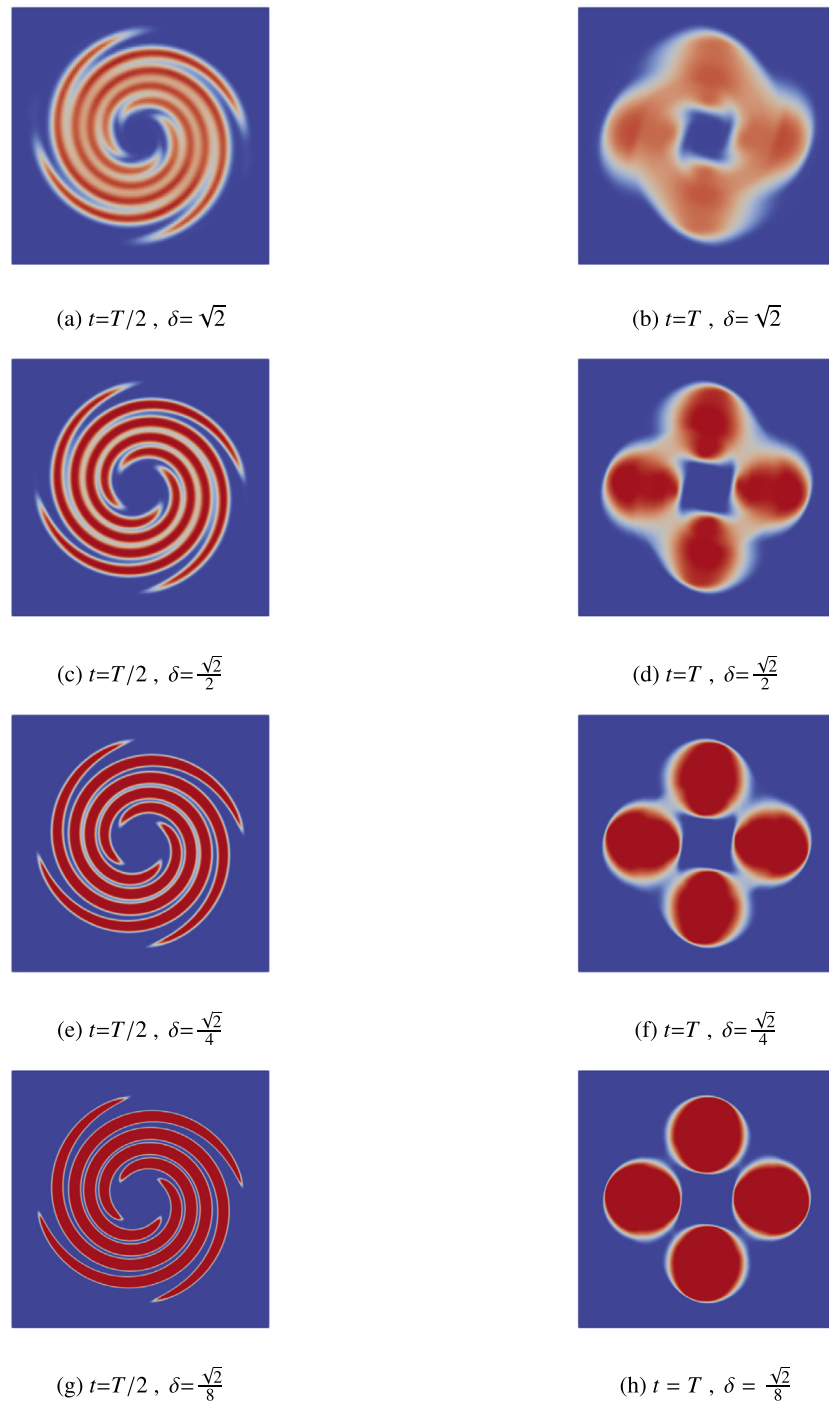 (a) t=T/2 , δ=√2
(b) t=T , δ=√2
(c) t=T/2 , δ=√2/2
(d) t=T , δ=√2/2
(e) t=T/2 , δ=√2/4
(f) t=T , δ=√2/4
(g) t=T/2 , δ=√2/8
(h) t = T , δ = √2/8